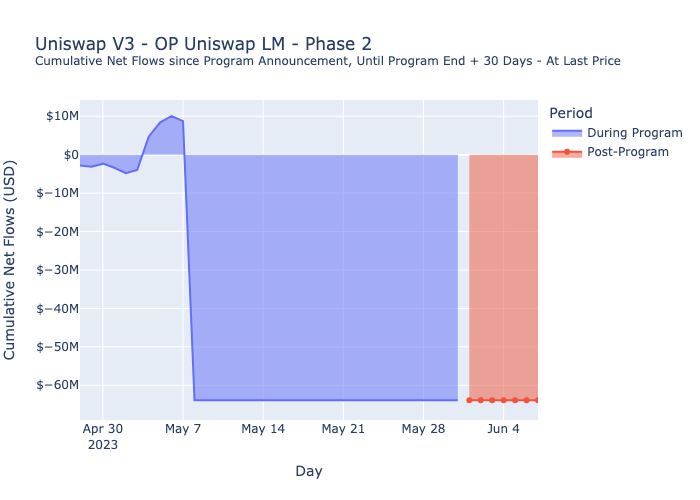 Uniswap V3 - OP Uniswap LM - Phase 2
Cumulative Net Flows since Program Announcement, Until Program End + 30 Days - At Last Price
Cumulative Net Flows (USD)
$10M
$0
$−10M
$−20M
$−30M
$−40M
$−50M
$−60M
Apr 30
2023
May 7
May 14
May 21
May 28
Jun 4
Day
Period
During Program
Post-Program